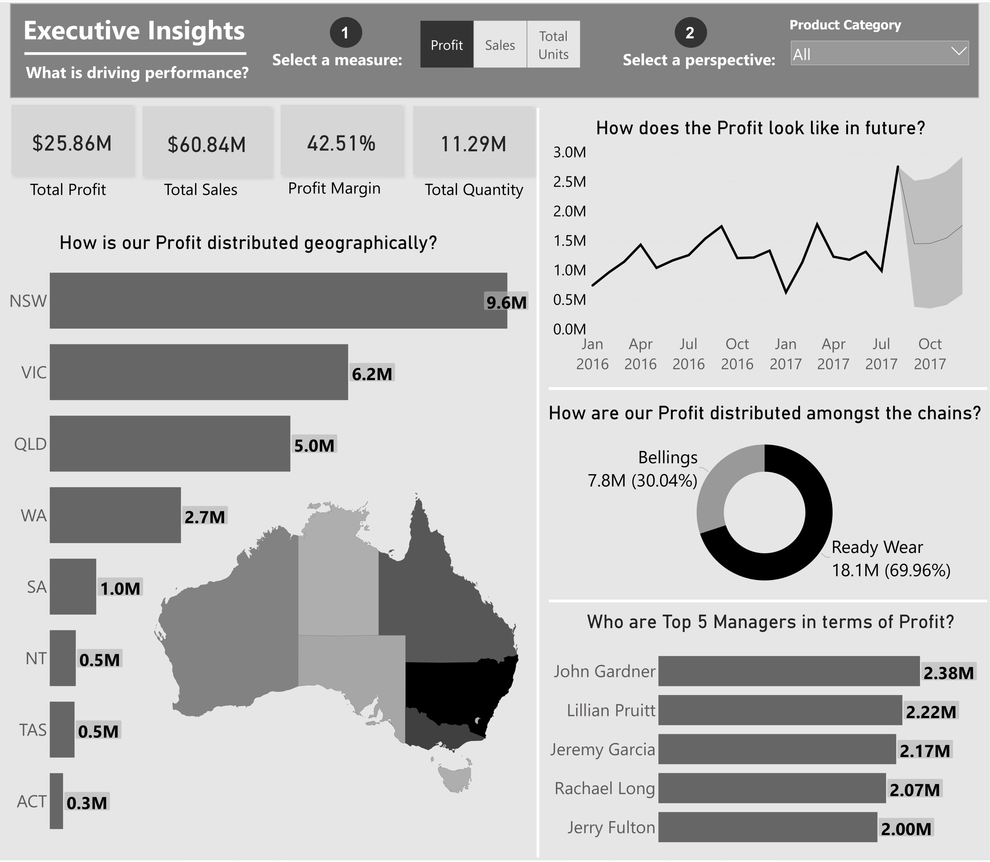 Executive Insights
What is driving performance?
1
Select a measure:
Profit
Sales
Total
Units
2
Select a perspective:
Product Category
All
$25.86M
Total Profit
$60.84M
Total Sales
42.51%
Profit Margin
11.29M
Total Quantity
How is our Profit distributed geographically?
NSW 9.6M
VIC 6.2M
QLD 5.0M
WA 2.7M
SA 1.0M
NT 0.5M
TAS 0.5M
ACT 0.3M
How does the Profit look like in future?
3.0M
2.5M
2.0M
1.5M
1.0M
0.5M
0.0M
Jan Apr Jul Oct Jan Apr Jul Oct
2016 2016 2016 2016 2017 2017 2017 2017
How are our Profit distributed amongst the chains?
Bellings
7.8M (30.04%)
Ready Wear
18.1M (69.96%)
Who are Top 5 Managers in terms of Profit?
John Gardner 2.38M
Lillian Pruitt 2.22M
Jeremy Garcia 2.17M
Rachael Long 2.07M
Jerry Fulton 2.00M